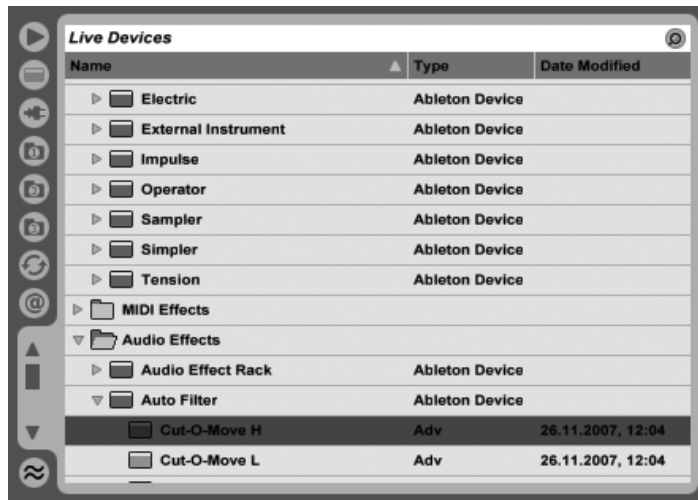 Live Devices
Name Type Date Modified
Electric Ableton Device
External Instrument Ableton Device
Impulse Ableton Device
Operator Ableton Device
Sampler Ableton Device
Simpler Ableton Device
Tension Ableton Device
MIDI Effects
Audio Effects
Audio Effect Rack Ableton Device
Auto Filter Ableton Device
Cut-O-Move H Adv 26.11.2007, 12:04
Cut-O-Move L Adv 26.11.2007, 12:04
1
2
3
@